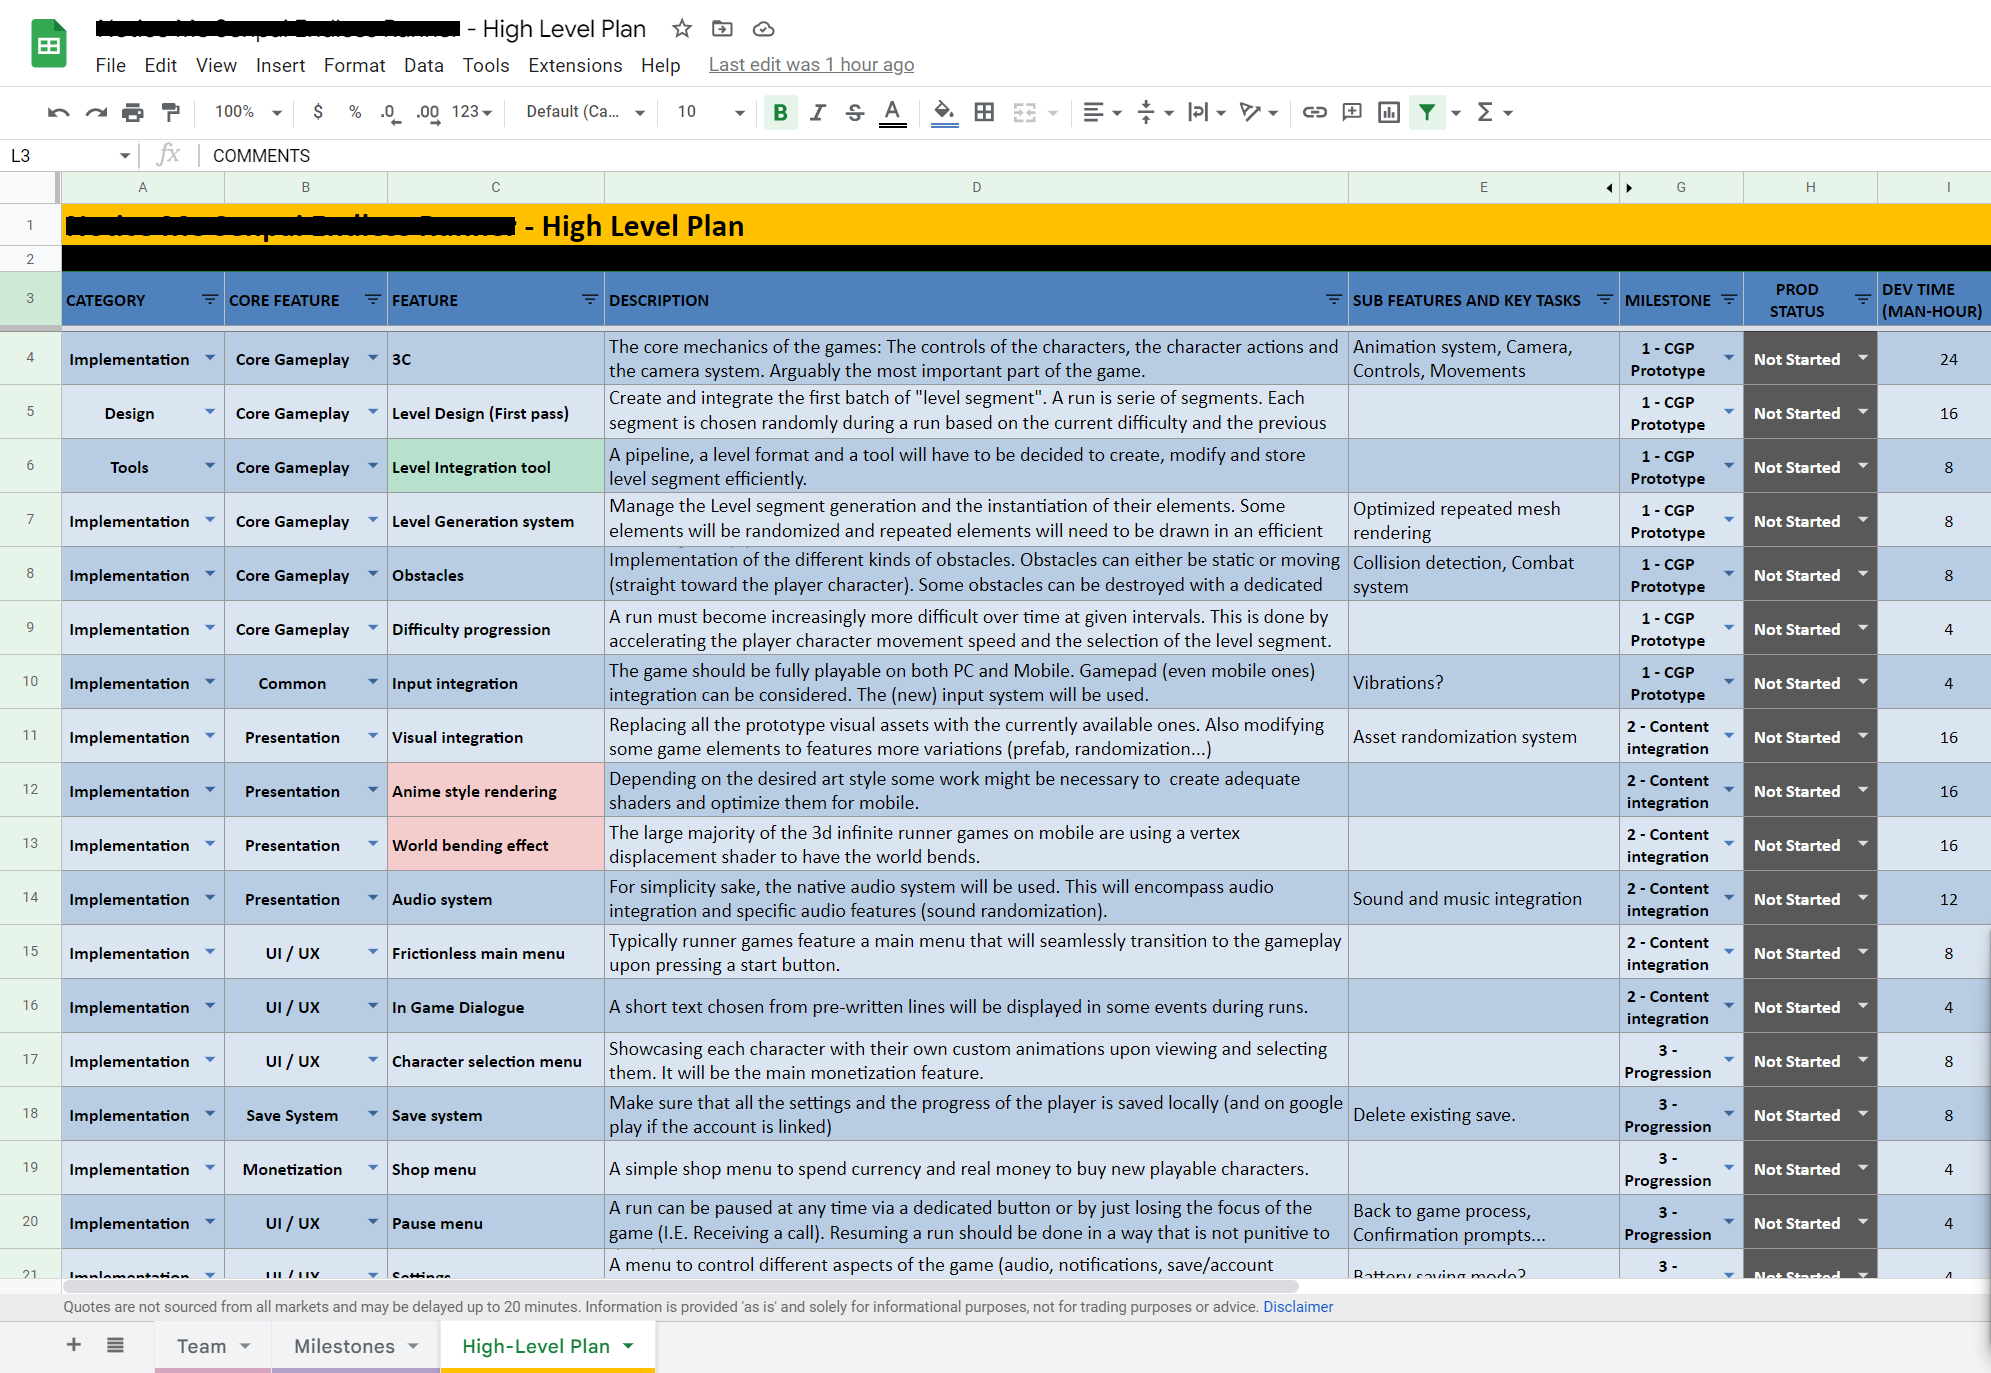 - High Level Plan
File Edit View Insert Format Data Tools Extensions Help Last edit was 1 hour ago
100% $ % .0 .00 123 Default (Ca... 10 B I S A Σ
L3 fx COMMENTS
A B C D E G H I
1 - High Level Plan
2
3 CATEGORY CORE FEATURE FEATURE DESCRIPTION SUB FEATURES AND KEY TASKS MILESTONE PROD STATUS DEV TIME (MAN-HOUR)
4 Implementation Core Gameplay 3C The core mechanics of the games: The controls of the characters, the character actions and the camera system. Arguably the most important part of the game. Animation system, Camera, Controls, Movements 1 - CGP Prototype Not Started 24
5 Design Core Gameplay Level Design (First pass) Create and integrate the first batch of "level segment". A run is serie of segments. Each segment is chosen randomly during a run based on the current difficulty and the previous 1 - CGP Prototype Not Started 16
6 Tools Core Gameplay Level Integration tool A pipeline, a level format and a tool will have to be decided to create, modify and store level segment efficiently. 1 - CGP Prototype Not Started 8
7 Implementation Core Gameplay Level Generation system Manage the Level segment generation and the instantiation of their elements. Some elements will be randomized and repeated elements will need to be drawn in an efficient Optimized repeated mesh rendering 1 - CGP Prototype Not Started 8
8 Implementation Core Gameplay Obstacles Implementation of the different kinds of obstacles. Obstacles can either be static or moving (straight toward the player character). Some obstacles can be destroyed with a dedicated Collision detection, Combat system 1 - CGP Prototype Not Started 8
9 Implementation Core Gameplay Difficulty progression A run must become increasingly more difficult over time at given intervals. This is done by accelerating the player character movement speed and the selection of the level segment. 1 - CGP Prototype Not Started 4
10 Implementation Common Input integration The game should be fully playable on both PC and Mobile. Gamepad (even mobile ones) integration can be considered. The (new) input system will be used. Vibrations? 1 - CGP Prototype Not Started 4
11 Implementation Presentation Visual integration Replacing all the prototype visual assets with the currently available ones. Also modifying some game elements to features more variations (prefab, randomization...) Asset randomization system 2 - Content integration Not Started 16
12 Implementation Presentation Anime style rendering Depending on the desired art style some work might be necessary to create adequate shaders and optimize them for mobile. 2 - Content integration Not Started 16
13 Implementation Presentation World bending effect The large majority of the 3d infinite runner games on mobile are using a vertex displacement shader to have the world bends. 2 - Content integration Not Started 16
14 Implementation Presentation Audio system For simplicity sake, the native audio system will be used. This will encompass audio integration and specific audio features (sound randomization). Sound and music integration 2 - Content integration Not Started 12
15 Implementation UI / UX Frictionless main menu Typically runner games feature a main menu that will seamlessly transition to the gameplay upon pressing a start button. 2 - Content integration Not Started 8
16 Implementation UI / UX In Game Dialogue A short text chosen from pre-written lines will be displayed in some events during runs. 2 - Content integration Not Started 4
17 Implementation UI / UX Character selection menu Showcasing each character with their own custom animations upon viewing and selecting them. It will be the main monetization feature. 3 - Progression Not Started 8
18 Implementation Save System Save system Make sure that all the settings and the progress of the player is saved locally (and on google play if the account is linked) Delete existing save. 3 - Progression Not Started 8
19 Implementation Monetization Shop menu A simple shop menu to spend currency and real money to buy new playable characters. 3 - Progression Not Started 4
20 Implementation UI / UX Pause menu A run can be paused at any time via a dedicated button or by just losing the focus of the game (I.E. Receiving a call). Resuming a run should be done in a way that is not punitive to Back to game process, Confirmation prompts... 3 - Progression Not Started 4
21 Implementation UI / UX Settings A menu to control different aspects of the game (audio, notifications, save/account Battery saving mode? 3 - Not Started 4
Quotes are not sourced from all markets and may be delayed up to 20 minutes. Information is provided 'as is' and solely for informational purposes, not for trading purposes or advice. Disclaimer
+ Team Milestones High-Level Plan